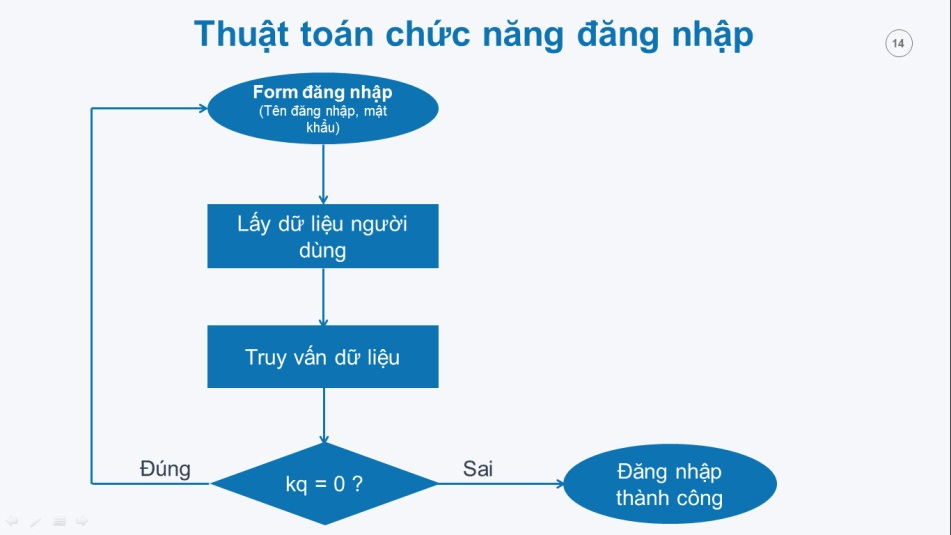 Thuật toán chức năng đăng nhập
14
Form đăng nhập
(Tên đăng nhập, mật
khẩu)
Lấy dữ liệu người
dùng
Truy vấn dữ liệu
Đúng
kq = 0 ?
Sai
Đăng nhập
thành công